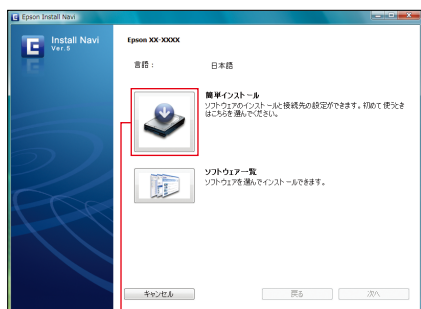 Epson Install Navi
Install Navi
Ver.5
Epson XX-XXXX
言語： 日本語
簡単インストール
ソフトウェアのインストールと接続先の設定ができます。初めて使うとき
はこちらを選んでください。
ソフトウェア一覧
ソフトウェアを選んでインストールできます。
キャンセル 戻る 次へ